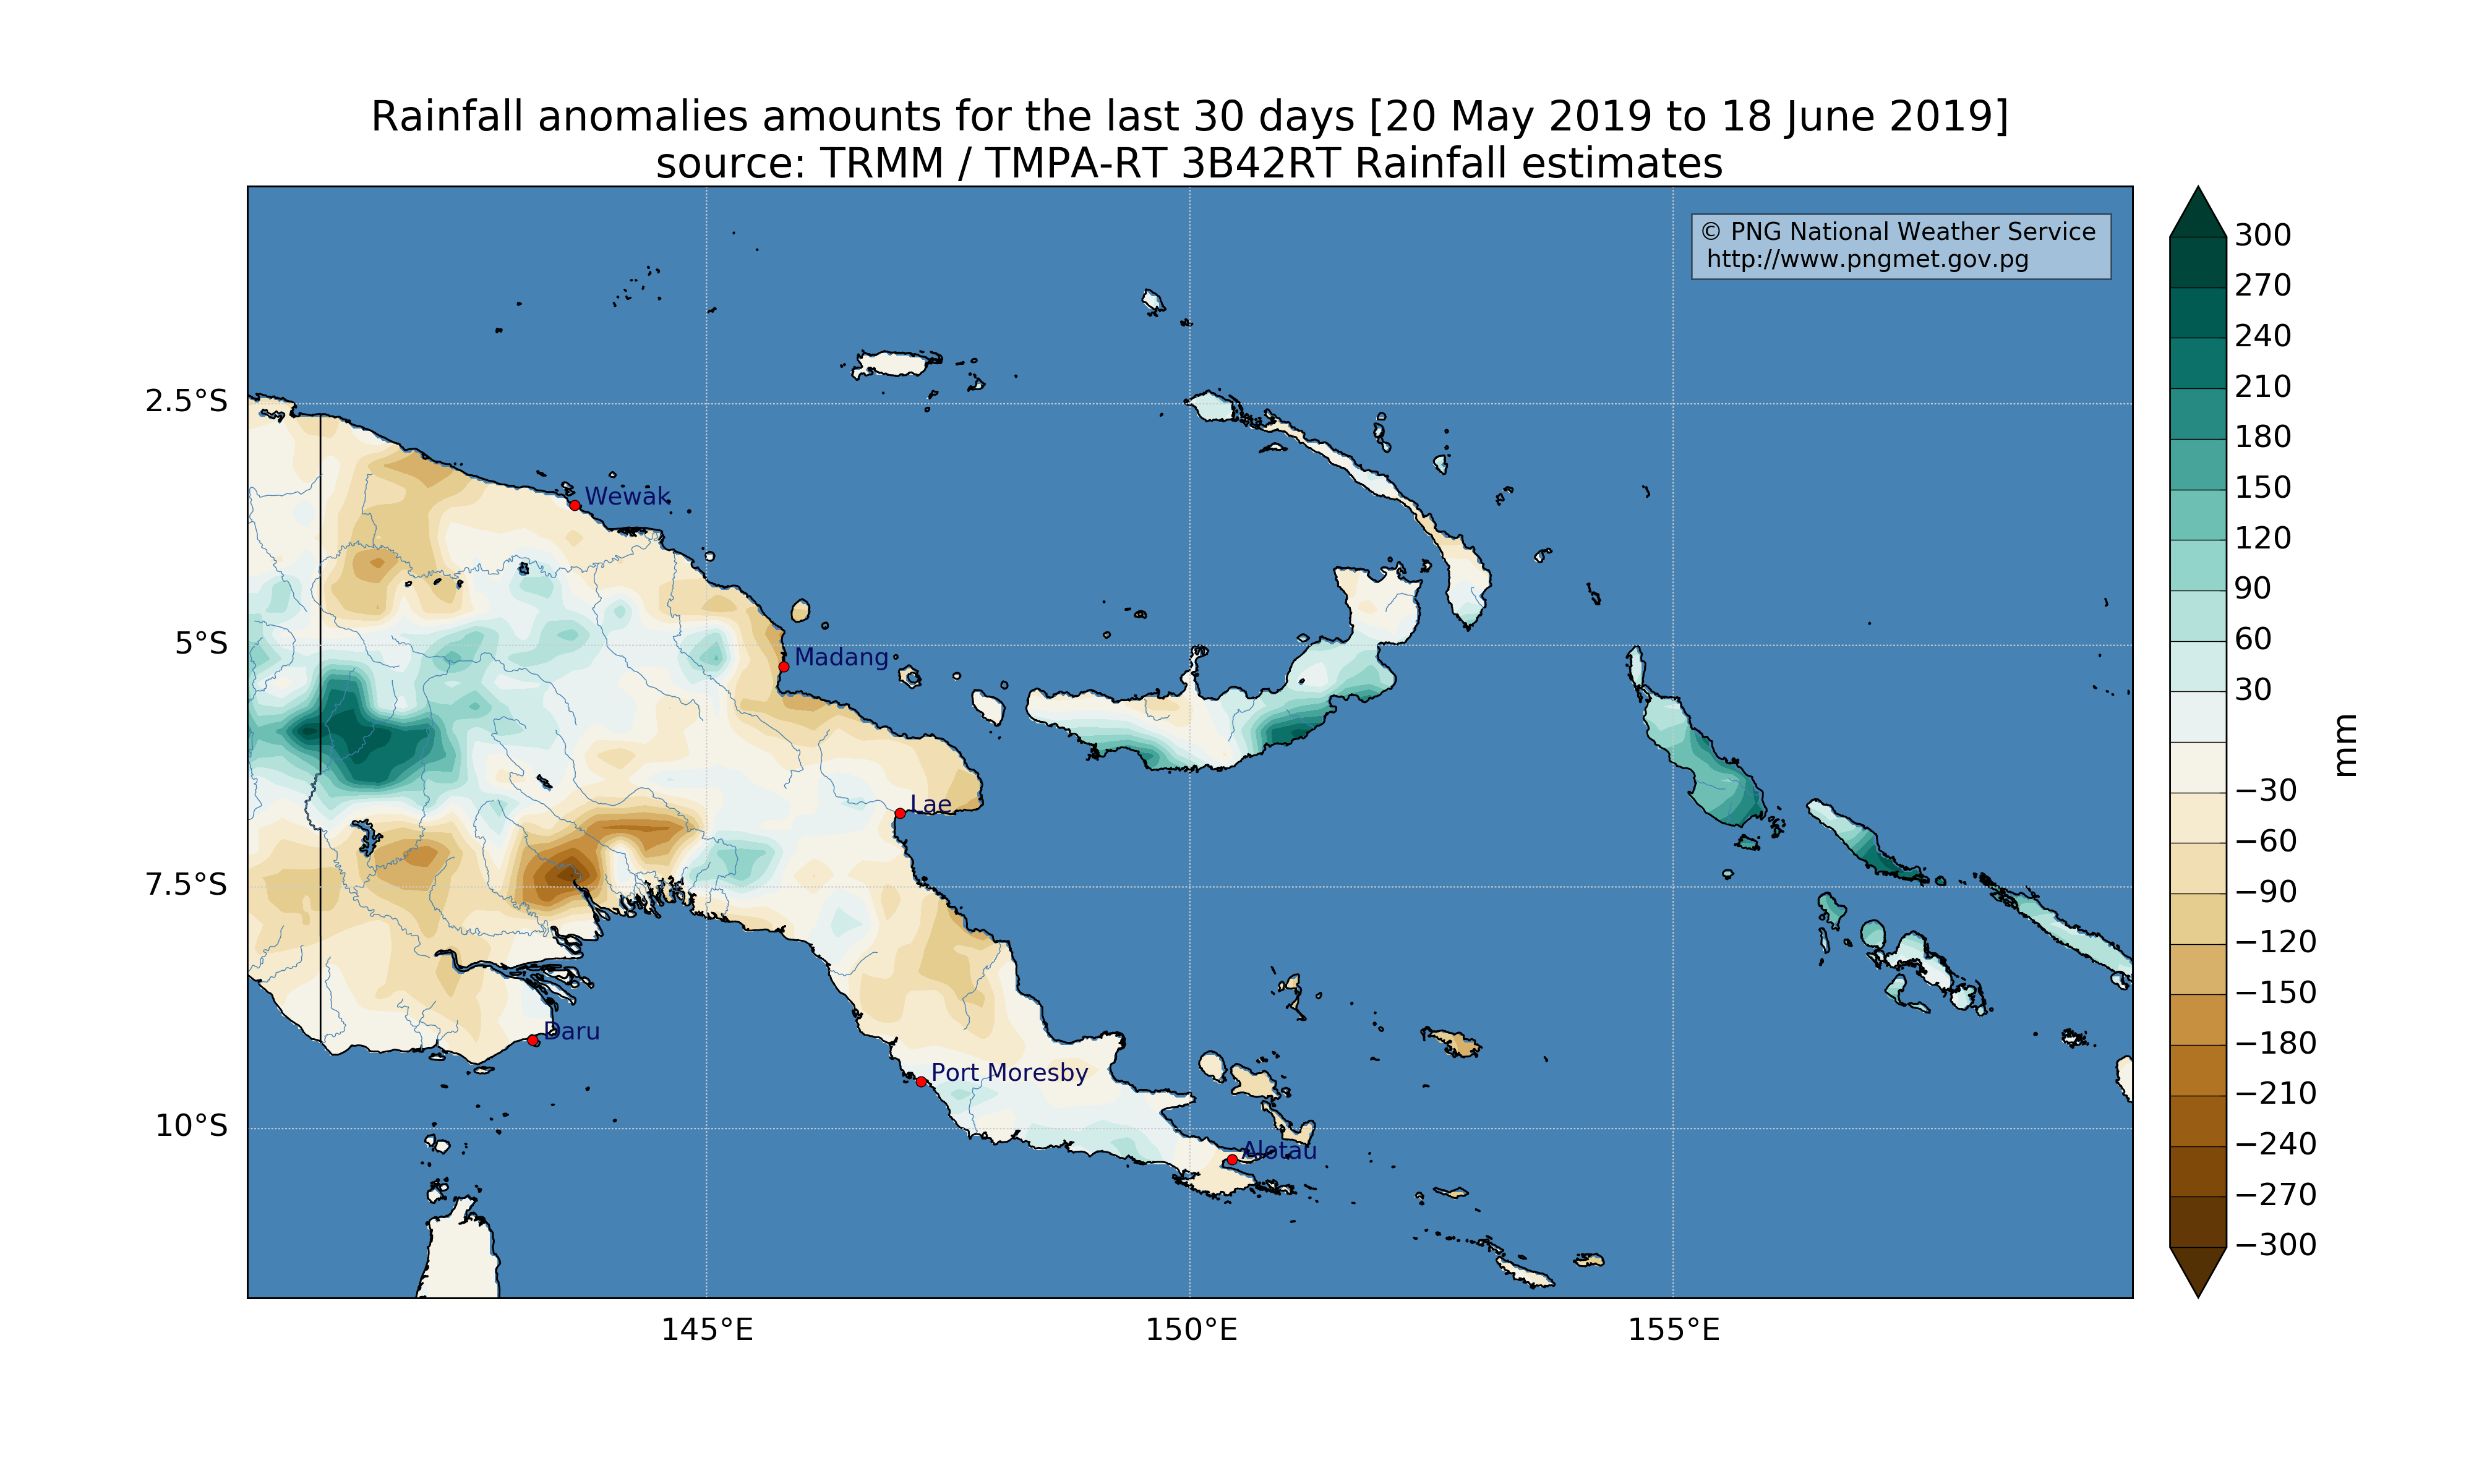 Rainfall anomalies amounts for the last 30 days [20 May 2019 to 18 June 2019]
source: TRMM / TMPA-RT 3B42RT Rainfall estimates
© PNG National Weather Service
http://www.pngmet.gov.pg
2.5°S
5°S
7.5°S
10°S
145°E
150°E
155°E
Wewak
Madang
Lae
Daru
Port Moresby
Alotau
300
270
240
210
180
150
120
90
60
30
−30
−60
−90
−120
−150
−180
−210
−240
−270
−300
mm